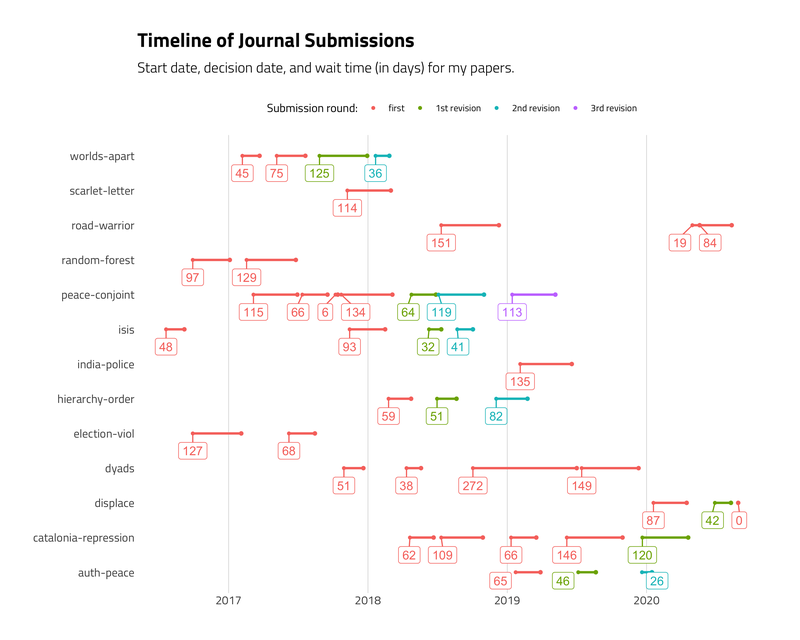 Timeline of Journal Submissions
Start date, decision date, and wait time (in days) for my papers.
Submission round: first 1st revision 2nd revision 3rd revision
worlds-apart
45 75 125 36
scarlet-letter
114
road-warrior
151 19 84
random-forest
97 129
peace-conjoint
115 66 6 134 64 119 113
isis
48 93 32 41
india-police
135
hierarchy-order
59 51 82
election-viol
127 68
dyads
51 38 272 149
displace
87 42 0
catalonia-repression
62 109 66 146 120
auth-peace
65 46 26
2017 2018 2019 2020